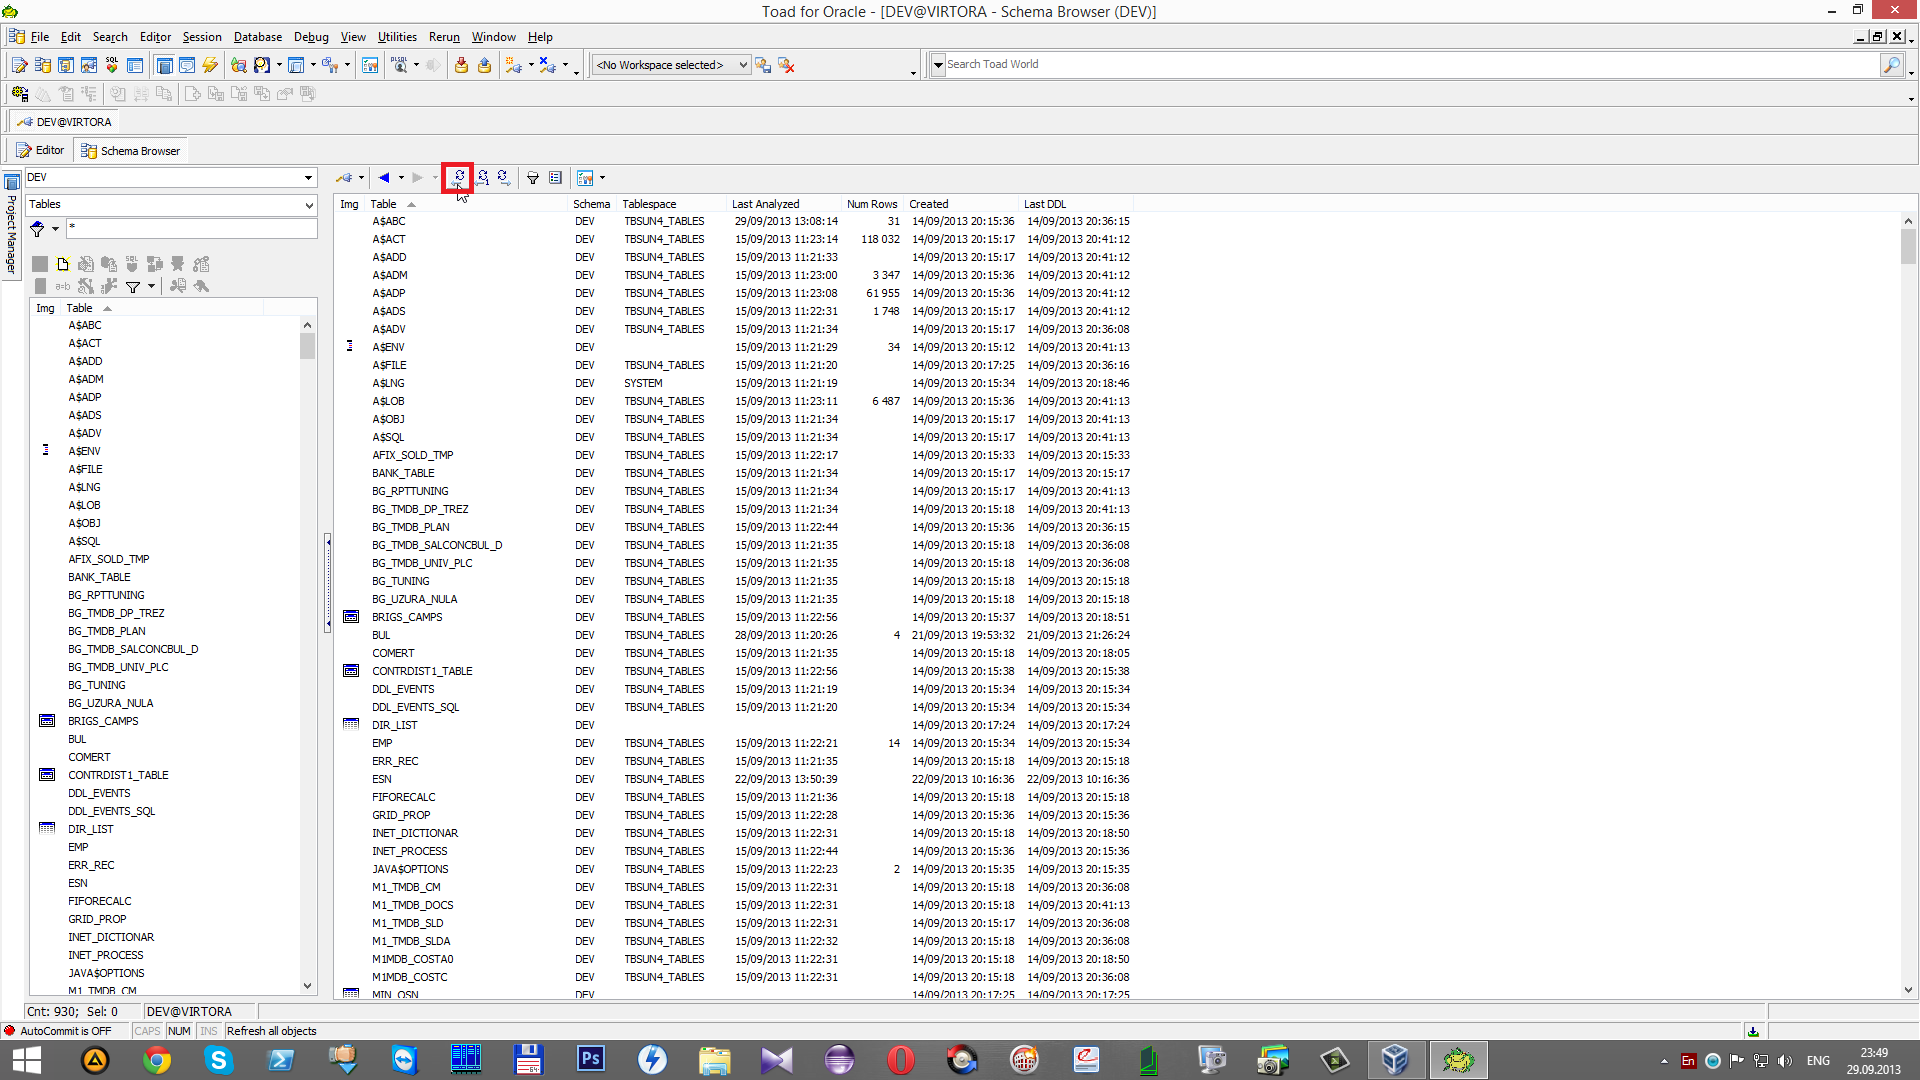 Toad for Oracle - [DEV@VIRTORA - Schema Browser (DEV)]
File Edit Search Editor Session Database Debug View Utilities Rerun Window Help
<No Workspace selected> Search Toad World
DEV@VIRTORA
Editor Schema Browser
Project Manager
DEV
Tables
*
Img Table
A$ABC
A$ACT
A$ADD
A$ADM
A$ADP
A$ADS
A$ADV
A$ENV
A$FILE
A$LNG
A$LOB
A$OBJ
A$SQL
AFIX_SOLD_TMP
BANK_TABLE
BG_RPTTUNING
BG_TMDB_DP_TREZ
BG_TMDB_PLAN
BG_TMDB_SALCONCBUL_D
BG_TMDB_UNIV_PLC
BG_TUNING
BG_UZURA_NULA
BRIGS_CAMPS
BUL
COMERT
CONTRDIST1_TABLE
DDL_EVENTS
DDL_EVENTS_SQL
DIR_LIST
EMP
ERR_REC
ESN
FIFORECALC
GRID_PROP
INET_DICTIONAR
INET_PROCESS
JAVA$OPTIONS
M1_TMDB_CM
Img Table Schema Tablespace Last Analyzed Num Rows Created Last DDL
A$ABC DEV TBSUN4_TABLES 29/09/2013 13:08:14 31 14/09/2013 20:15:36 14/09/2013 20:36:15
A$ACT DEV TBSUN4_TABLES 15/09/2013 11:23:14 118 032 14/09/2013 20:15:17 14/09/2013 20:41:12
A$ADD DEV TBSUN4_TABLES 15/09/2013 11:21:33 14/09/2013 20:15:17 14/09/2013 20:41:12
A$ADM DEV TBSUN4_TABLES 15/09/2013 11:23:00 3 347 14/09/2013 20:15:36 14/09/2013 20:41:12
A$ADP DEV TBSUN4_TABLES 15/09/2013 11:23:08 61 955 14/09/2013 20:15:36 14/09/2013 20:41:12
A$ADS DEV TBSUN4_TABLES 15/09/2013 11:22:31 1 748 14/09/2013 20:15:17 14/09/2013 20:41:12
A$ADV DEV TBSUN4_TABLES 15/09/2013 11:21:34 14/09/2013 20:15:17 14/09/2013 20:36:08
A$ENV DEV 15/09/2013 11:21:29 34 14/09/2013 20:15:12 14/09/2013 20:41:13
A$FILE DEV TBSUN4_TABLES 15/09/2013 11:21:20 14/09/2013 20:17:25 14/09/2013 20:36:16
A$LNG DEV SYSTEM 15/09/2013 11:21:19 14/09/2013 20:15:34 14/09/2013 20:18:46
A$LOB DEV TBSUN4_TABLES 15/09/2013 11:23:11 6 487 14/09/2013 20:15:36 14/09/2013 20:41:13
A$OBJ DEV TBSUN4_TABLES 15/09/2013 11:21:34 14/09/2013 20:15:17 14/09/2013 20:41:13
A$SQL DEV TBSUN4_TABLES 15/09/2013 11:21:34 14/09/2013 20:15:17 14/09/2013 20:41:13
AFIX_SOLD_TMP DEV TBSUN4_TABLES 15/09/2013 11:22:17 14/09/2013 20:15:33 14/09/2013 20:15:33
BANK_TABLE DEV TBSUN4_TABLES 15/09/2013 11:21:34 14/09/2013 20:15:17 14/09/2013 20:15:17
BG_RPTTUNING DEV TBSUN4_TABLES 15/09/2013 11:21:34 14/09/2013 20:15:17 14/09/2013 20:41:13
BG_TMDB_DP_TREZ DEV TBSUN4_TABLES 15/09/2013 11:21:34 14/09/2013 20:15:18 14/09/2013 20:41:13
BG_TMDB_PLAN DEV TBSUN4_TABLES 15/09/2013 11:22:44 14/09/2013 20:15:36 14/09/2013 20:36:15
BG_TMDB_SALCONCBUL_D DEV TBSUN4_TABLES 15/09/2013 11:21:35 14/09/2013 20:15:18 14/09/2013 20:36:08
BG_TMDB_UNIV_PLC DEV TBSUN4_TABLES 15/09/2013 11:21:35 14/09/2013 20:15:18 14/09/2013 20:36:08
BG_TUNING DEV TBSUN4_TABLES 15/09/2013 11:21:35 14/09/2013 20:15:18 14/09/2013 20:15:18
BG_UZURA_NULA DEV TBSUN4_TABLES 15/09/2013 11:21:35 14/09/2013 20:15:18 14/09/2013 20:15:18
BRIGS_CAMPS DEV TBSUN4_TABLES 15/09/2013 11:22:56 14/09/2013 20:15:37 14/09/2013 20:18:51
BUL DEV TBSUN4_TABLES 28/09/2013 11:20:26 4 21/09/2013 19:53:32 21/09/2013 21:26:24
COMERT DEV TBSUN4_TABLES 15/09/2013 11:21:35 14/09/2013 20:15:18 14/09/2013 20:18:05
CONTRDIST1_TABLE DEV TBSUN4_TABLES 15/09/2013 11:22:56 14/09/2013 20:15:38 14/09/2013 20:15:38
DDL_EVENTS DEV TBSUN4_TABLES 15/09/2013 11:21:19 14/09/2013 20:15:34 14/09/2013 20:15:34
DDL_EVENTS_SQL DEV TBSUN4_TABLES 15/09/2013 11:21:20 14/09/2013 20:15:34 14/09/2013 20:15:34
DIR_LIST DEV 14/09/2013 20:17:24 14/09/2013 20:17:24
EMP DEV TBSUN4_TABLES 15/09/2013 11:22:21 14 14/09/2013 20:15:34 14/09/2013 20:15:34
ERR_REC DEV TBSUN4_TABLES 15/09/2013 11:21:35 14/09/2013 20:15:18 14/09/2013 20:15:18
ESN DEV TBSUN4_TABLES 22/09/2013 13:50:39 22/09/2013 10:16:36 22/09/2013 10:16:36
FIFORECALC DEV TBSUN4_TABLES 15/09/2013 11:21:36 14/09/2013 20:15:18 14/09/2013 20:15:18
GRID_PROP DEV TBSUN4_TABLES 15/09/2013 11:22:28 14/09/2013 20:15:36 14/09/2013 20:15:36
INET_DICTIONAR DEV TBSUN4_TABLES 15/09/2013 11:22:31 14/09/2013 20:15:18 14/09/2013 20:18:50
INET_PROCESS DEV TBSUN4_TABLES 15/09/2013 11:22:44 14/09/2013 20:15:36 14/09/2013 20:15:36
JAVA$OPTIONS DEV TBSUN4_TABLES 15/09/2013 11:22:23 2 14/09/2013 20:15:35 14/09/2013 20:15:35
M1_TMDB_CM DEV TBSUN4_TABLES 15/09/2013 11:22:31 14/09/2013 20:15:18 14/09/2013 20:36:08
M1_TMDB_DOCS DEV TBSUN4_TABLES 15/09/2013 11:22:31 14/09/2013 20:15:18 14/09/2013 20:41:13
M1_TMDB_SLD DEV TBSUN4_TABLES 15/09/2013 11:22:31 14/09/2013 20:15:17 14/09/2013 20:36:08
M1_TMDB_SLDA DEV TBSUN4_TABLES 15/09/2013 11:22:32 14/09/2013 20:15:18 14/09/2013 20:36:08
M1MDB_COSTA0 DEV TBSUN4_TABLES 15/09/2013 11:22:31 14/09/2013 20:15:18 14/09/2013 20:18:50
M1MDB_COSTC DEV TBSUN4_TABLES 15/09/2013 11:22:31 14/09/2013 20:15:18 14/09/2013 20:36:08
MIN_OSN DEV 14/09/2013 20:17:25 14/09/2013 20:17:25
Cnt: 930; Sel: 0 DEV@VIRTORA
AutoCommit is OFF CAPS NUM INS Refresh all objects
Ps
En ENG 23:49
29.09.2013